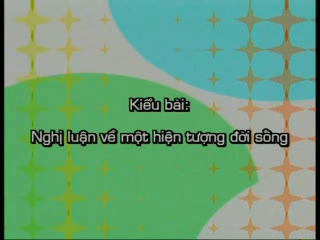 Kiểu bài:
Nghị luận về một hiện tượng đời sống